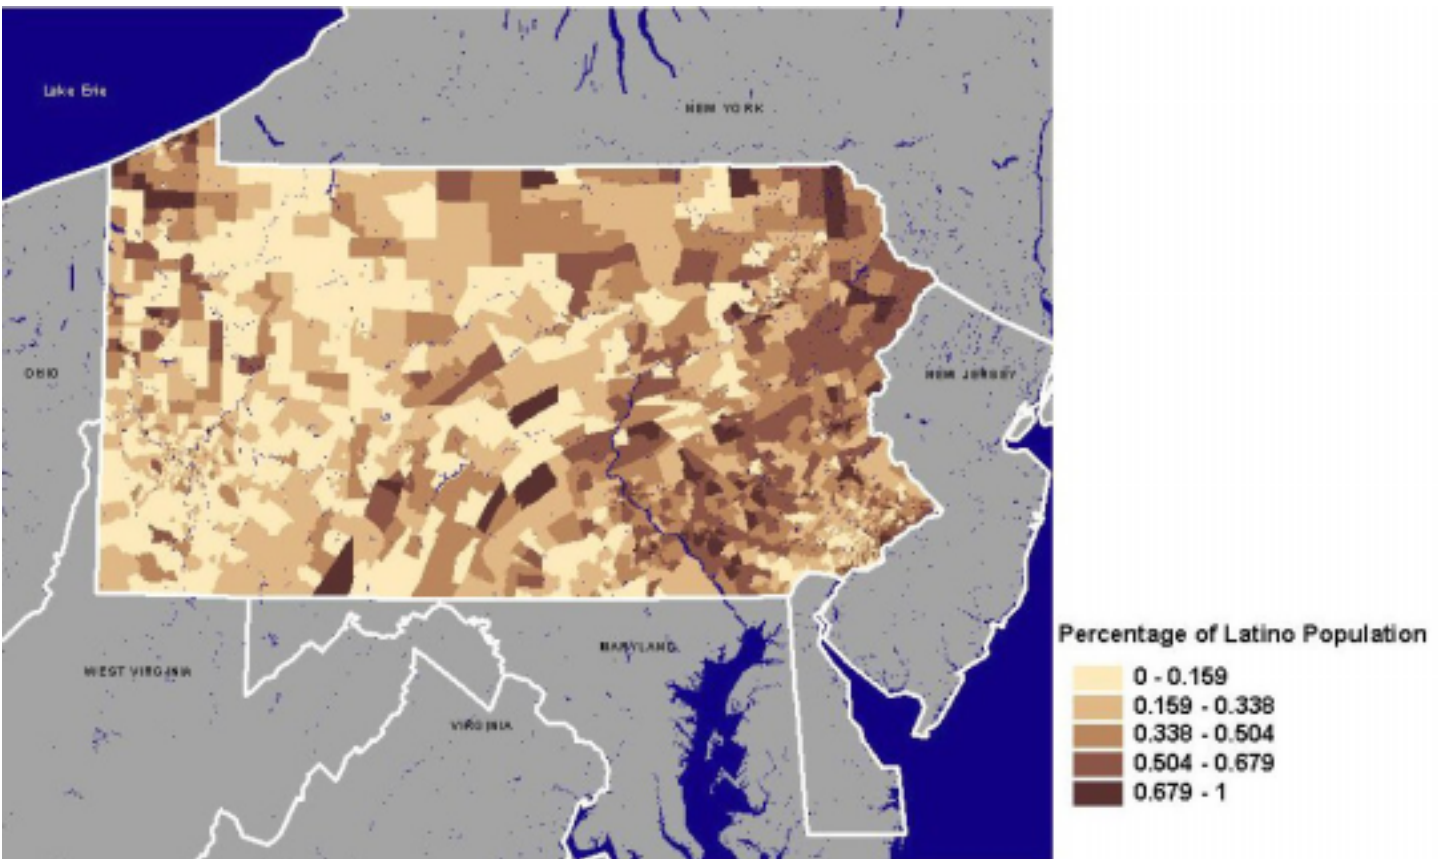 Lake Erie
NEW YORK
OHIO
NEW JERSEY
Percentage of Latino Population
MARYLAND
WEST VIRGINIA
0 - 0.159
0.159 - 0.338
VIRGINIA
0.338 - 0.504
0.504 - 0.679
0.679 - 1